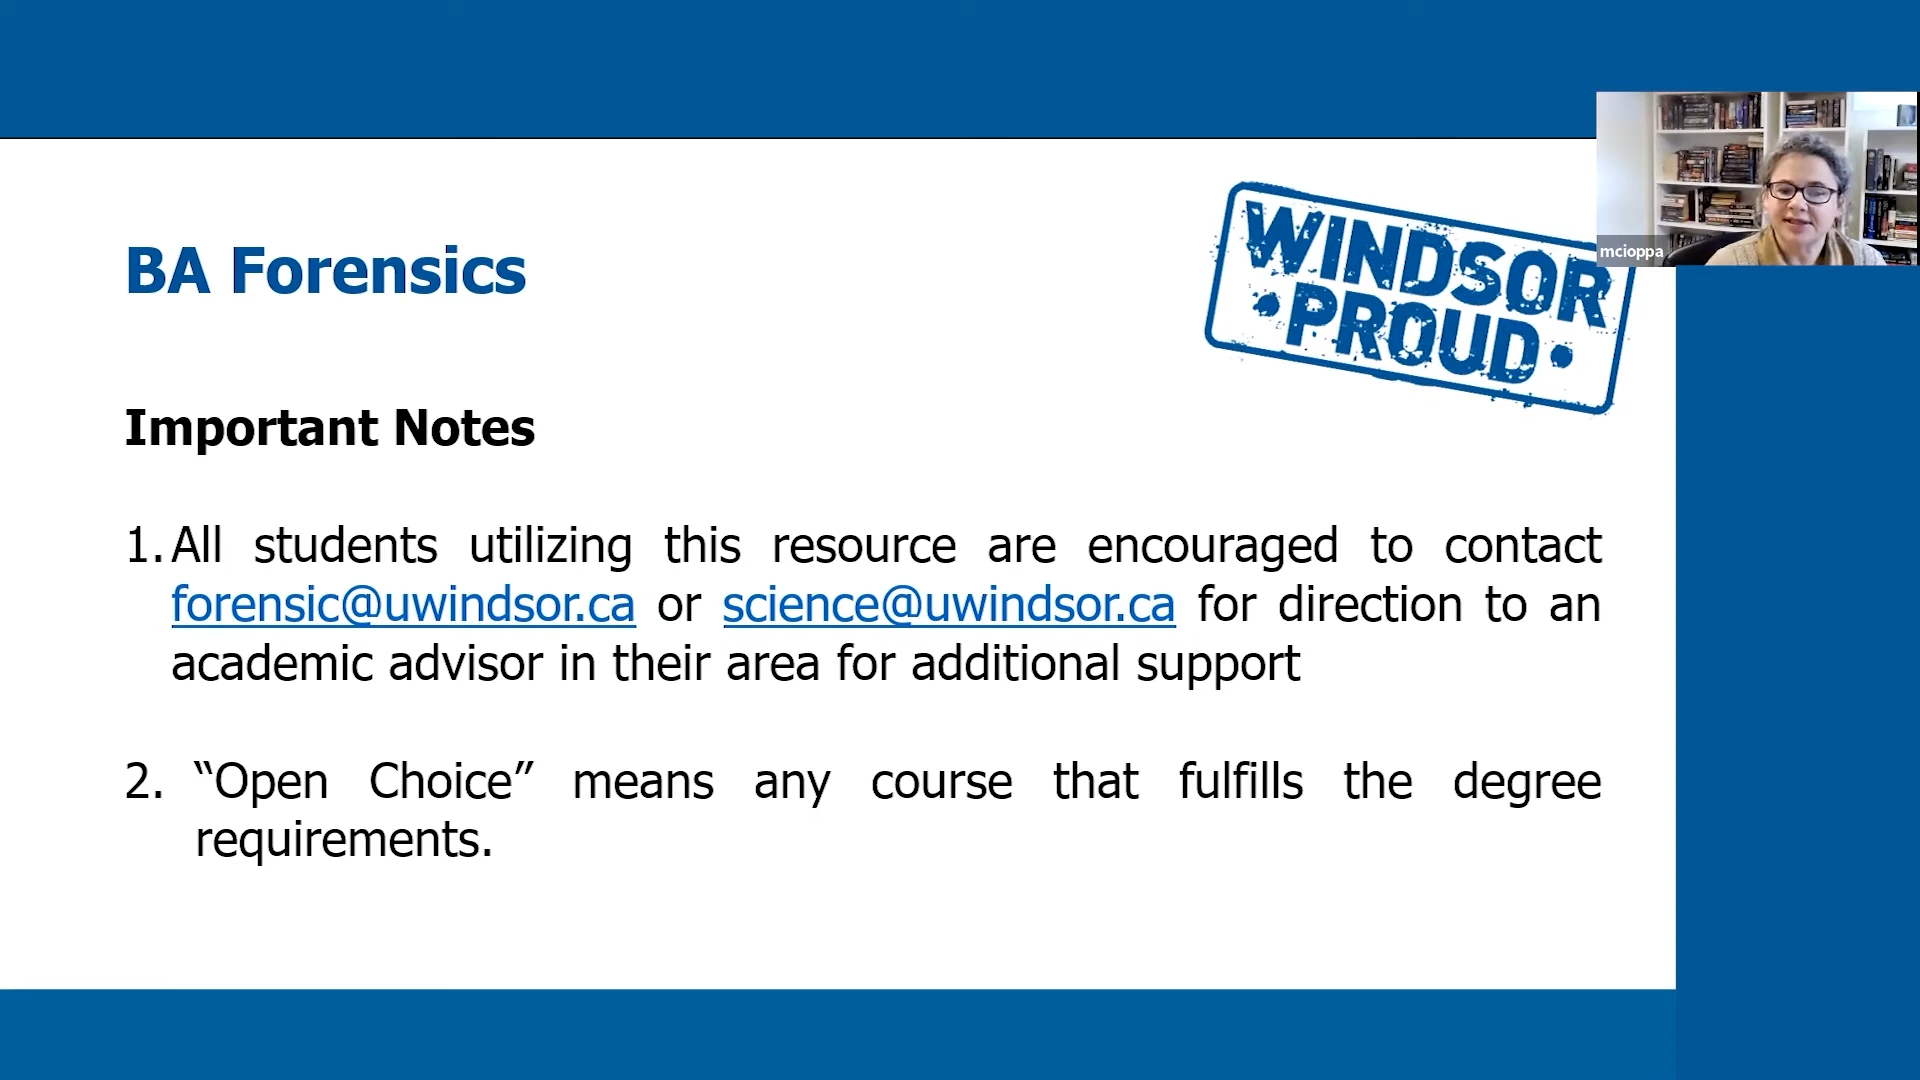 WINDSOR
• PROUD •
mcioppa
BA Forensics
Important Notes
1. All students utilizing this resource are encouraged to contact
forensic@uwindsor.ca or science@uwindsor.ca for direction to an
academic advisor in their area for additional support
2. “Open Choice” means any course that fulfills the degree
requirements.